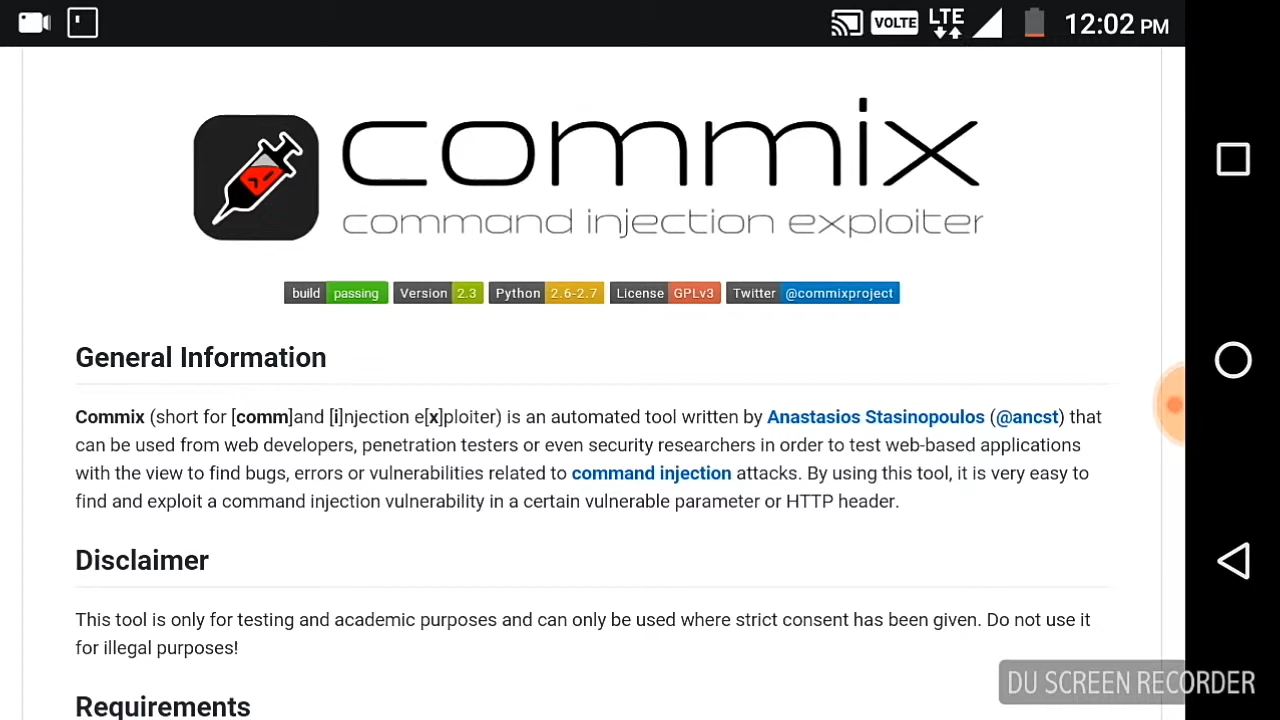 VOLTE LTE 12:02 PM
commix
command injection exploiter
build passing Version 2.3 Python 2.6-2.7 License GPLv3 Twitter @commixproject
General Information
Commix (short for [comm]and [i]njection e[x]ploiter) is an automated tool written by Anastasios Stasinopoulos (@ancst) that
can be used from web developers, penetration testers or even security researchers in order to test web-based applications
with the view to find bugs, errors or vulnerabilities related to command injection attacks. By using this tool, it is very easy to
find and exploit a command injection vulnerability in a certain vulnerable parameter or HTTP header.
Disclaimer
This tool is only for testing and academic purposes and can only be used where strict consent has been given. Do not use it
for illegal purposes!
DU SCREEN RECORDER
Requirements